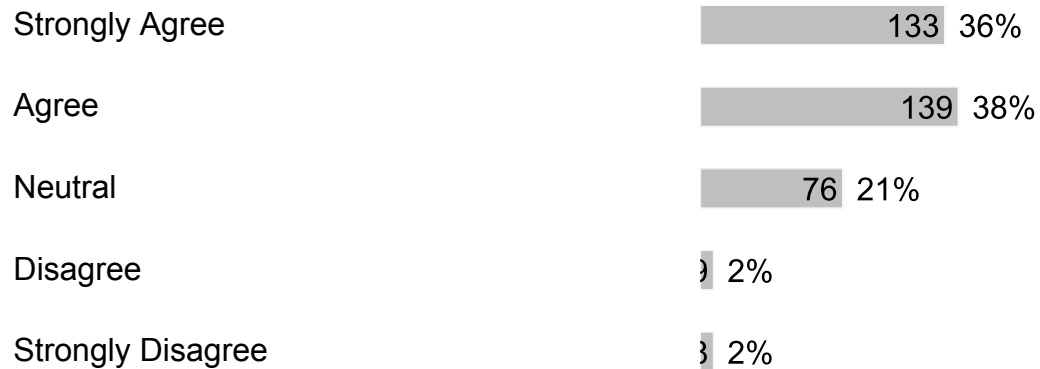 Strongly Agree 133 36%
Agree 139 38%
Neutral 76 21%
Disagree 2%
Strongly Disagree 2%